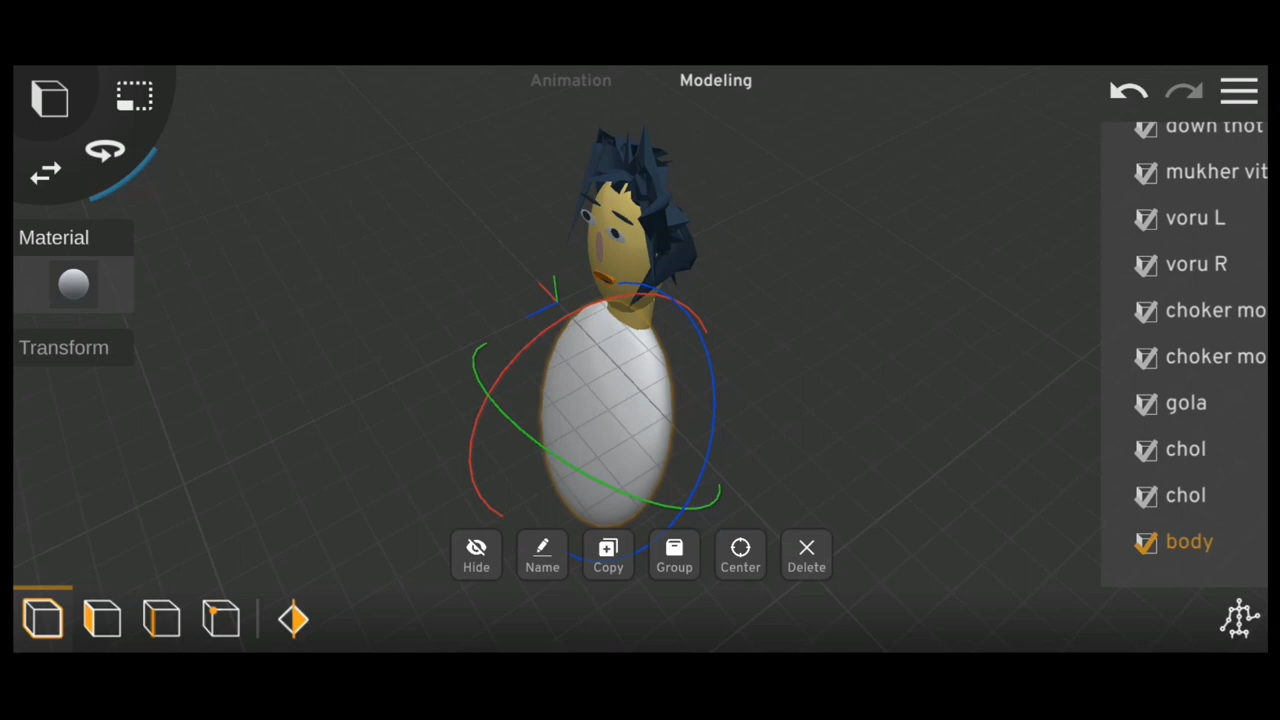 Animation
Modeling
Material
Transform
down thot
mukher vit
voru L
voru R
choker mo
choker mo
gola
chol
chol
body
Hide
Name
Copy
Group
Center
Delete